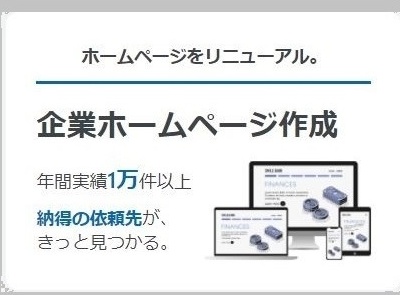 ホームページをリニューアル。
企業ホームページ作成
年間実績1万件以上
納得の依頼先が、
きっと見つかる。
FINANCES
FINANCES